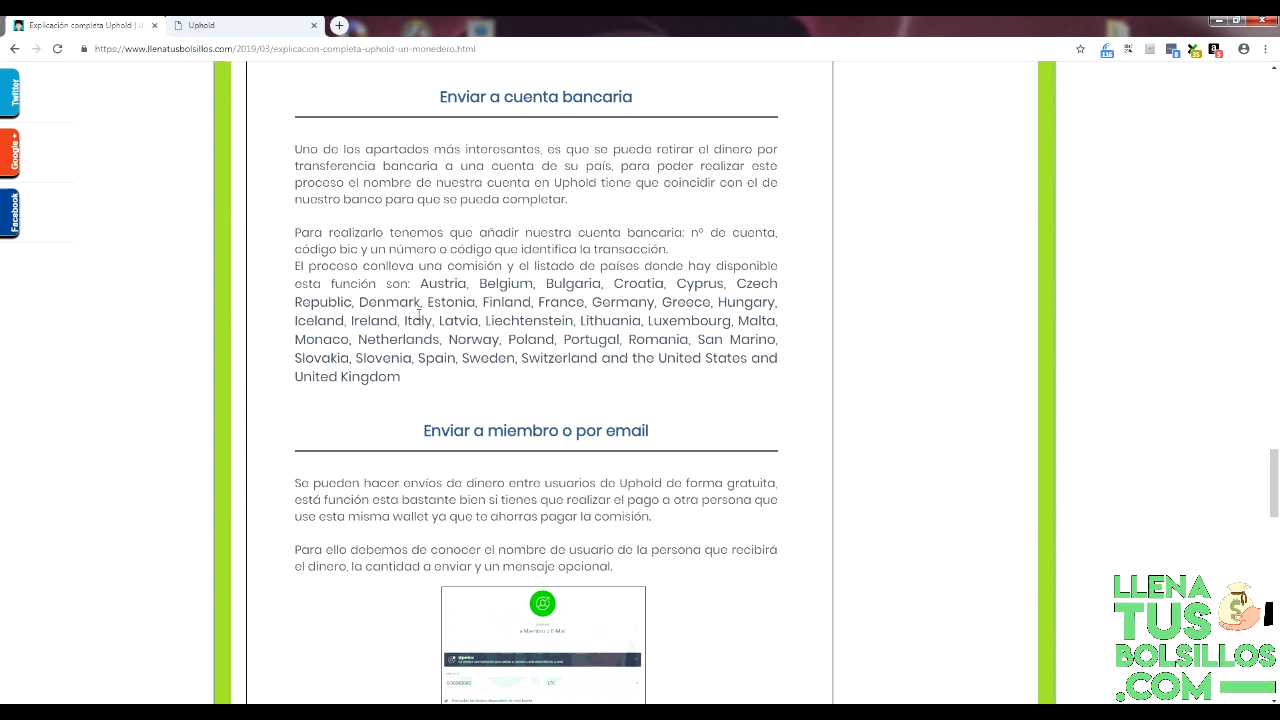 Explicación completa Uphold | U
Uphold
https://www.llenatusbolsillos.com/2019/03/explicacion-completa-uphold-un-monedero.html
116
8
35
5
Twitter
Google +
Facebook
Enviar a cuenta bancaria
Uno de los apartados más interesantes, es que se puede retirar el dinero por
transferencia bancaria a una cuenta de su país, para poder realizar este
proceso el nombre de nuestra cuenta en Uphold tiene que coincidir con el de
nuestro banco para que se pueda completar.
Para realizarlo tenemos que añadir nuestra cuenta bancaria: nº de cuenta,
código bic y un número o código que identifica la transacción.
El proceso conlleva una comisión y el listado de países donde hay disponible
esta función son: Austria, Belgium, Bulgaria, Croatia, Cyprus, Czech
Republic, Denmark, Estonia, Finland, France, Germany, Greece, Hungary,
Iceland, Ireland, Italy, Latvia, Liechtenstein, Lithuania, Luxembourg, Malta,
Monaco, Netherlands, Norway, Poland, Portugal, Romania, San Marino,
Slovakia, Slovenia, Spain, Sweden, Switzerland and the United States and
United Kingdom
Enviar a miembro o por email
Se pueden hacer envíos de dinero entre usuarios de Uphold de forma gratuita,
está función esta bastante bien si tienes que realizar el pago a otra persona que
use esta misma wallet ya que te ahorras pagar la comisión.
Para ello debemos de conocer el nombre de usuario de la persona que recibirá
el dinero, la cantidad a enviar y un mensaje opcional.
a Miembro o E-Mail
LTC
LLENA
TUS
BOLSILLOS
.COM